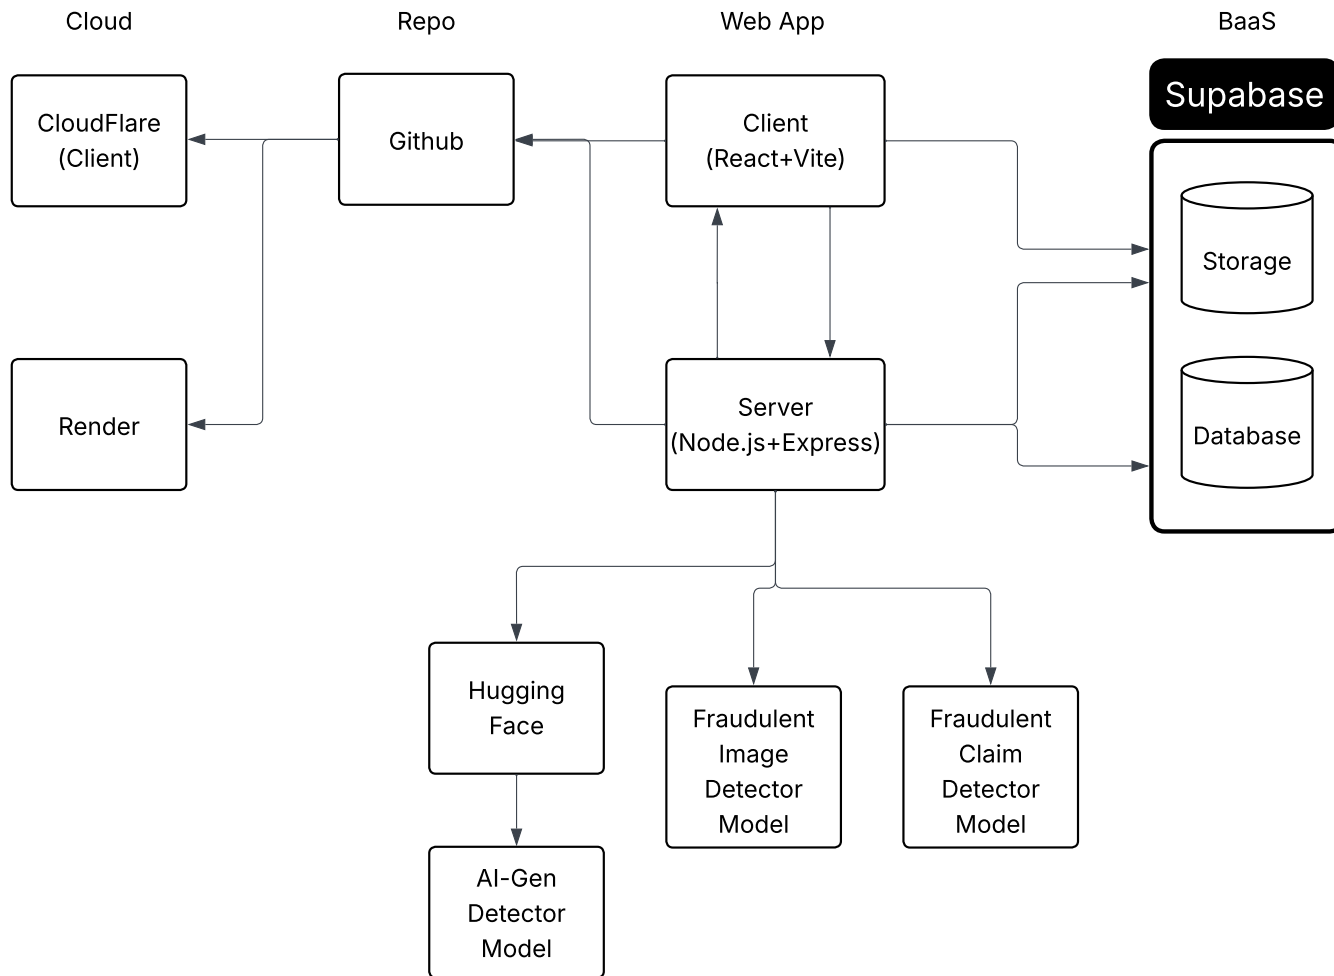 Cloud
Repo
Web App
BaaS
Supabase
CloudFlare
(Client)
Github
Client
(React+Vite)
Storage
Render
Server
(Node.js+Express)
Database
Hugging
Face
Fraudulent
Image
Detector
Model
Fraudulent
Claim
Detector
Model
AI-Gen
Detector
Model